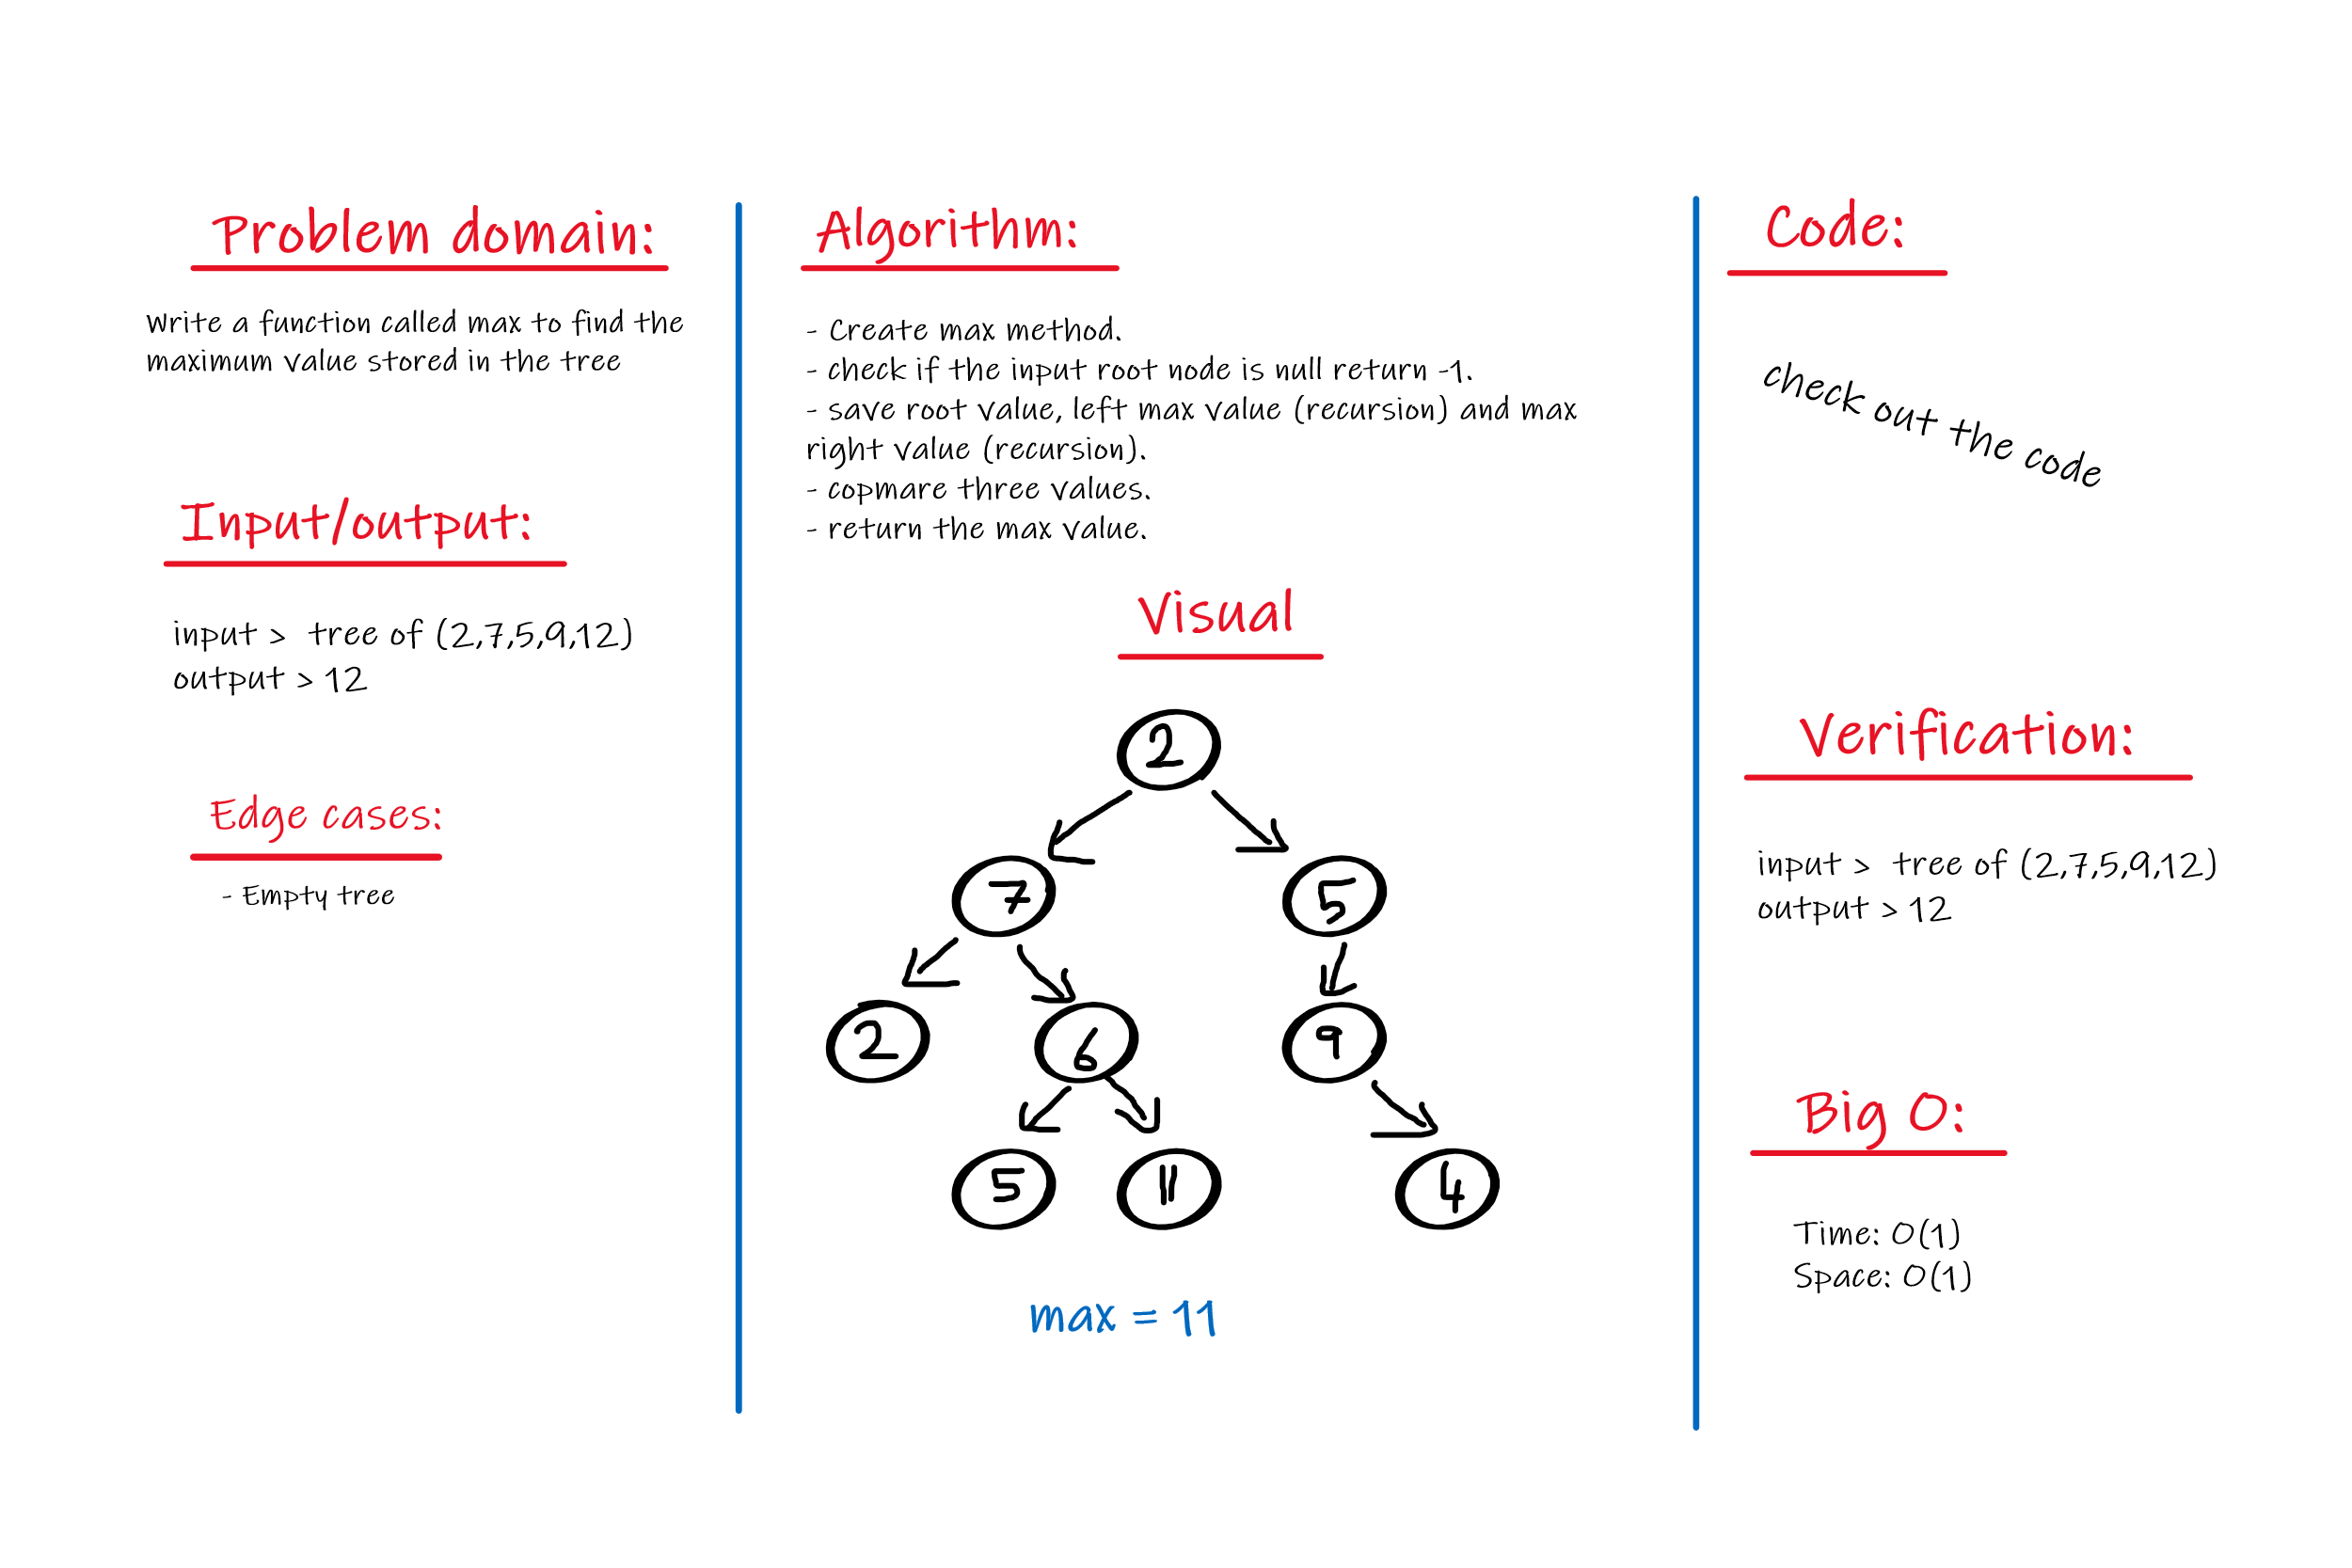 Problem domain:
Write a function called max to find the
maximum value stored in the tree
Input/output:
input > tree of (2,7,5,9,12)
output > 12
Edge cases:
- Empty tree
Algorithm:
- Create max method.
- check if the input root node is null return -1.
- save root value, left max value (recursion) and max
right value (recursion).
- copmare three values.
- return the max value.
Visual
2
7
5
2
6
9
5
11
4
max = 11
Code:
check out the code
Verification:
input > tree of (2,7,5,9,12)
output > 12
Big O:
Time: O(1)
Space: O(1)